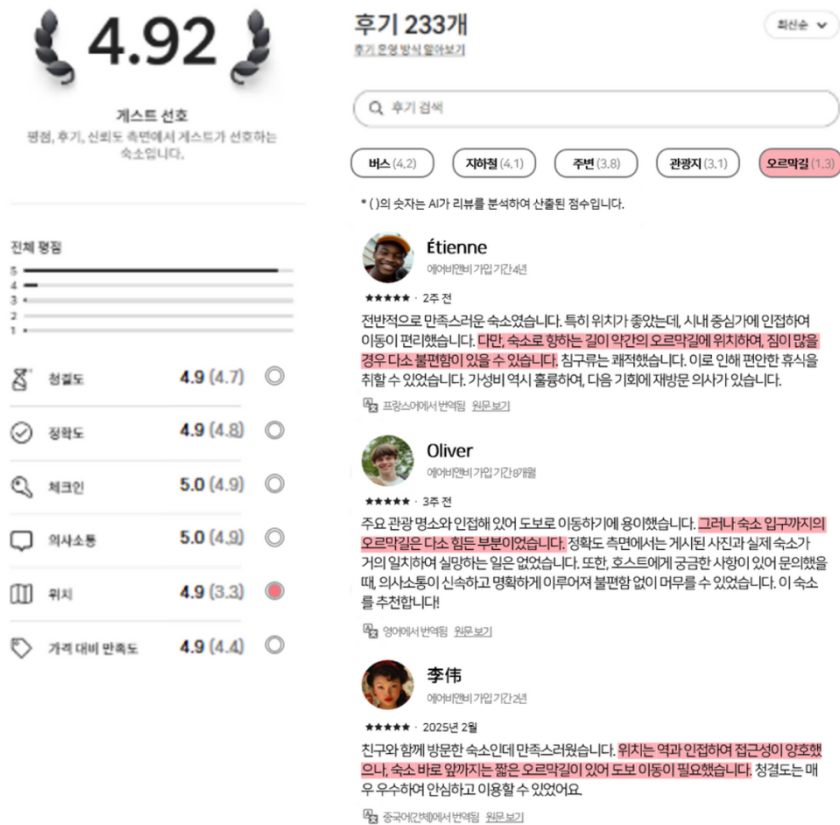 4.92
게스트 선호
평점, 후기, 신뢰도 측면에서 게스트가 선호하는
숙소입니다.
전체 평점
5
4
3
2
1
청결도 4.9 (4.7)
정확도 4.9 (4.8)
체크인 5.0 (4.9)
의사소통 5.0 (4.9)
위치 4.9 (3.3)
가격 대비 만족도 4.9 (4.4)
후기 233개
최신순
후기 운영 방식 알아보기
후기 검색
버스 (4.2) 지하철 (4.1) 주변 (3.8) 관광지 (3.1) 오르막길 (1.3)
* ( )의 숫자는 AI가 리뷰를 분석하여 산출된 점수입니다.
Étienne
에어비앤비 가입 기간 4년
★★★★★ · 2주 전
전반적으로 만족스러운 숙소였습니다. 특히 위치가 좋았는데, 시내 중심가에 인접하여
이동이 편리했습니다. 다만, 숙소로 향하는 길이 약간의 오르막길에 위치하여, 짐이 많을
경우 다소 불편함이 있을 수 있습니다. 침구류는 쾌적했습니다. 이로 인해 편안한 휴식을
취할 수 있었습니다. 가성비 역시 훌륭하여, 다음 기회에 재방문 의사가 있습니다.
프랑스어에서 번역됨 원문 보기
Oliver
에어비앤비 가입 기간 8개월
★★★★★ · 3주 전
주요 관광 명소와 인접해 있어 도보로 이동하기에 용이했습니다. 그러나 숙소 입구까지의
오르막길은 다소 힘든 부분이었습니다. 정확도 측면에서는 게시된 사진과 실제 숙소가
거의 일치하여 실망하는 일은 없었습니다. 또한, 호스트에게 궁금한 사항이 있어 문의했을
때, 의사소통이 신속하고 명확하게 이루어져 불편함 없이 머무를 수 있었습니다. 이 숙소
를 추천합니다!
영어에서 번역됨 원문 보기
李伟
에어비앤비 가입 기간 2년
★★★★★ · 2025년 2월
친구와 함께 방문한 숙소인데 만족스러웠습니다. 위치는 역과 인접하여 접근성이 양호했
으나, 숙소 바로 앞까지는 짧은 오르막길이 있어 도보 이동이 필요했습니다. 청결도는 매
우 우수하여 안심하고 이용할 수 있었어요.
중국어(간체)에서 번역됨 원문 보기